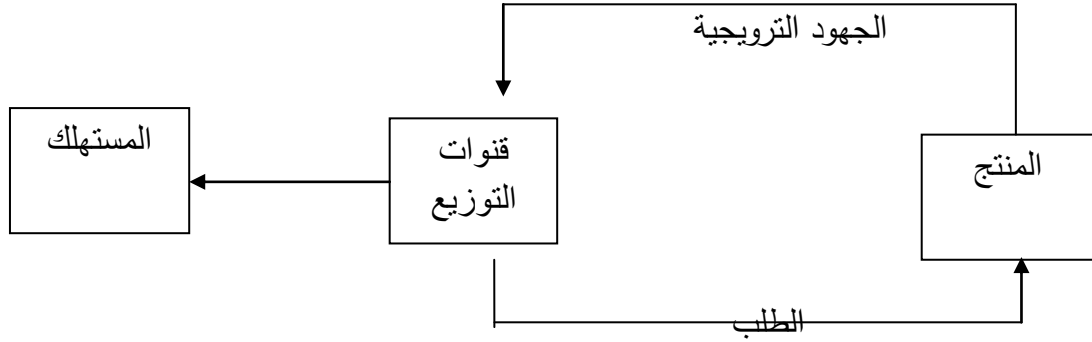 الجهود الترويجية
المنتج
قنوات
التوزيع
المستهلك
الطلب